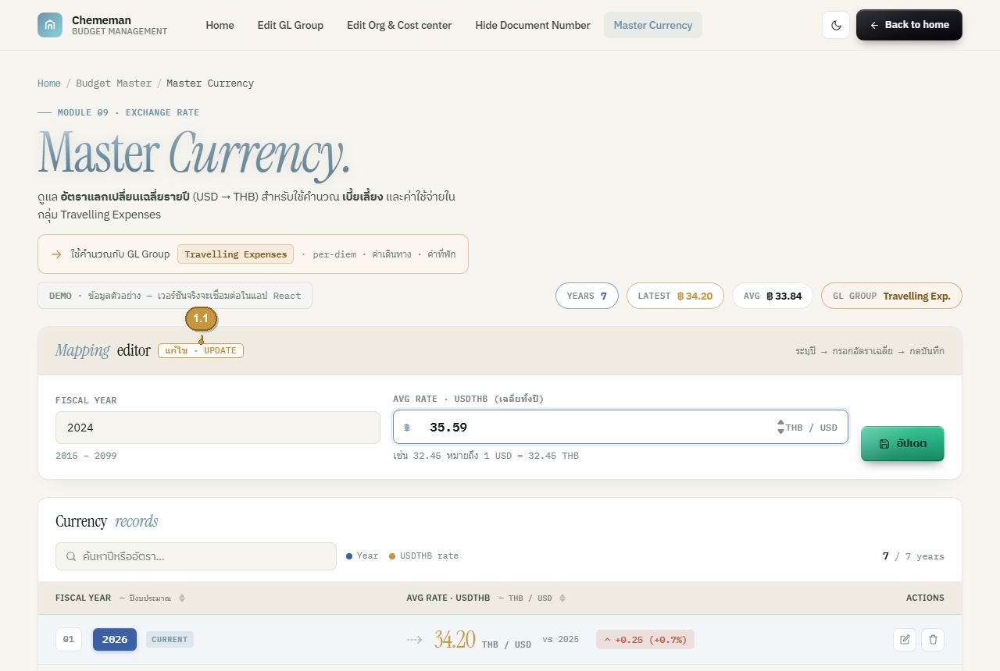 Chememan
BUDGET MANAGEMENT
Home
Edit GL Group
Edit Org & Cost center
Hide Document Number
Master Currency
Back to home
Home / Budget Master / Master Currency
MODULE 09 · EXCHANGE RATE
Master Currency.
ดูแล อัตราแลกเปลี่ยนเฉลี่ยรายปี (USD → THB) สำหรับใช้คำนวณ เบี้ยเลี้ยง และค่าใช้จ่ายใน
กลุ่ม Travelling Expenses
ใช้คำนวณกับ GL Group Travelling Expenses · per-diem · ค่าเดินทาง · ค่าที่พัก
DEMO · ข้อมูลตัวอย่าง — เวอร์ชันจริงจะเชื่อมต่อในแอป React
YEARS 7
LATEST ฿ 34.20
AVG ฿ 33.84
GL GROUP Travelling Exp.
1.1
Mapping editor แก้ไข · UPDATE
ระบุปี → กรอกอัตราเฉลี่ย → กดบันทึก
FISCAL YEAR
AVG RATE · USDTHB (เฉลี่ยทั้งปี)
2024
฿ 35.59 THB / USD
อัปเดต
2015 – 2099
เช่น 32.45 หมายถึง 1 USD = 32.45 THB
Currency records
ค้นหาปีหรืออัตรา...
Year
USDTHB rate
7 / 7 years
FISCAL YEAR — ปีงบประมาณ
AVG RATE · USDTHB — THB / USD
ACTIONS
01 2026 CURRENT
34.20 THB / USD vs 2025 +0.25 (+0.7%)